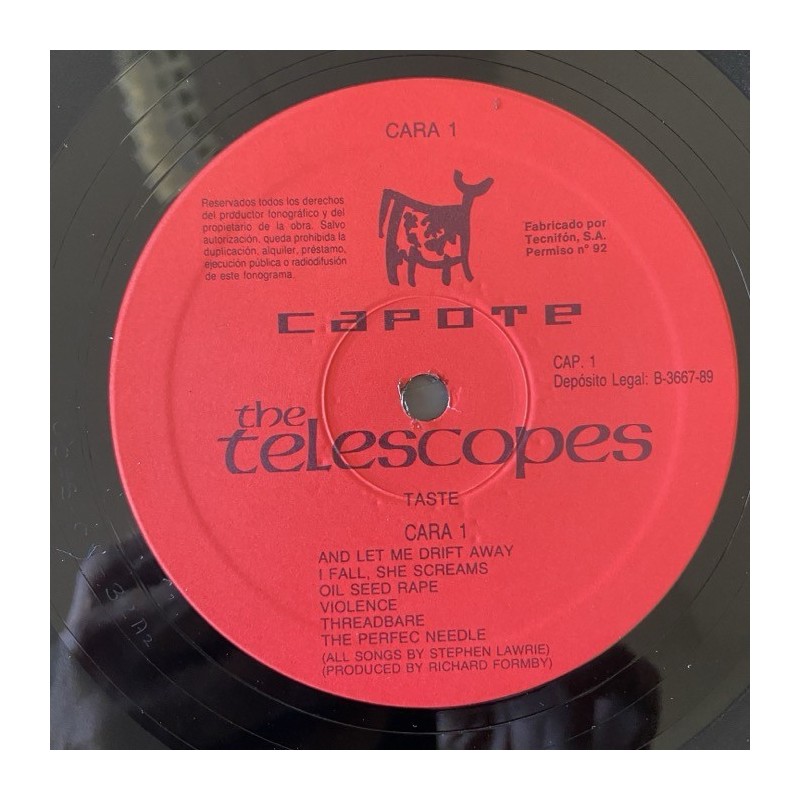 CARA 1
Reservados todos los derechos
del prdductor fonográfico y del
propietario de la obra. Salvo
autorización, queda prohibida la
duplicación, alquiler, préstamo,
ejecución pública o radiodifusión
de este fonograma.
Fabricado por
Tecnifón, S.A.
Permiso n° 92
CAPOTE
CAP. 1
Depósito Legal: B-3667-89
the
telescopes
TASTE
CARA 1
AND LET ME DRIFT AWAY
I FALL, SHE SCREAMS
OIL SEED RAPE
VIOLENCE
THREADBARE
THE PERFEC NEEDLE
(ALL SONGS BY STEPHEN LAWRIE)
(PRODUCED BY RICHARD FORMBY)